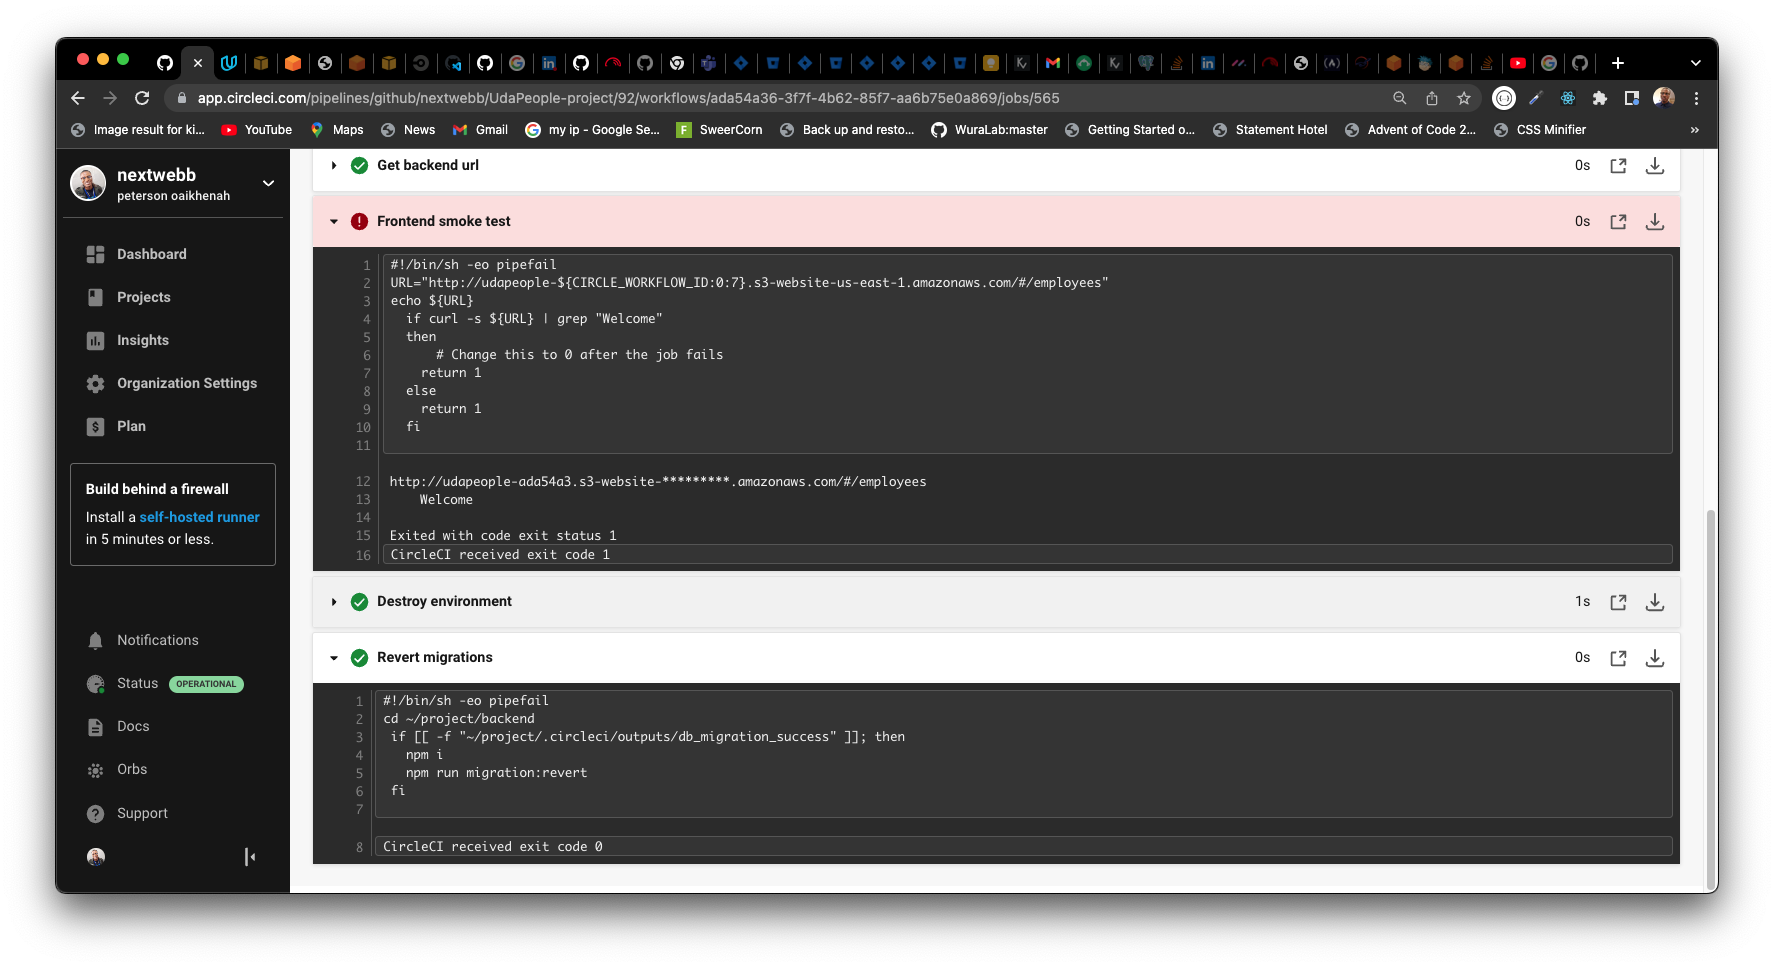 app.circleci.com/pipelines/github/nextwebb/UdaPeople-project/92/workflows/ada54a36-3f7f-4b62-85f7-aa6b75e0a869/jobs/565
Image result for ki...
YouTube
Maps
News
Gmail
my ip - Google Se...
SweerCorn
Back up and resto...
WuraLab:master
Getting Started o...
Statement Hotel
Advent of Code 2...
CSS Minifier
»
nextwebb
peterson oaikhenah
Dashboard
Projects
Insights
Organization Settings
Plan
Build behind a firewall
Install a self-hosted runner
in 5 minutes or less.
Notifications
Status OPERATIONAL
Docs
Orbs
Support
Get backend url 0s
Frontend smoke test 0s
1 #!/bin/sh -eo pipefail
2 URL="http://udapeople-${CIRCLE_WORKFLOW_ID:0:7}.s3-website-us-east-1.amazonaws.com/#/employees"
3 echo ${URL}
4 if curl -s ${URL} | grep "Welcome"
5 then
6 # Change this to 0 after the job fails
7 return 1
8 else
9 return 1
10 fi
11
12 http://udapeople-ada54a3.s3-website-*********.amazonaws.com/#/employees
13 Welcome
14
15 Exited with code exit status 1
16 CircleCI received exit code 1
Destroy environment 1s
Revert migrations 0s
1 #!/bin/sh -eo pipefail
2 cd ~/project/backend
3 if [[ -f "~/project/.circleci/outputs/db_migration_success" ]]; then
4 npm i
5 npm run migration:revert
6 fi
7
8 CircleCI received exit code 0